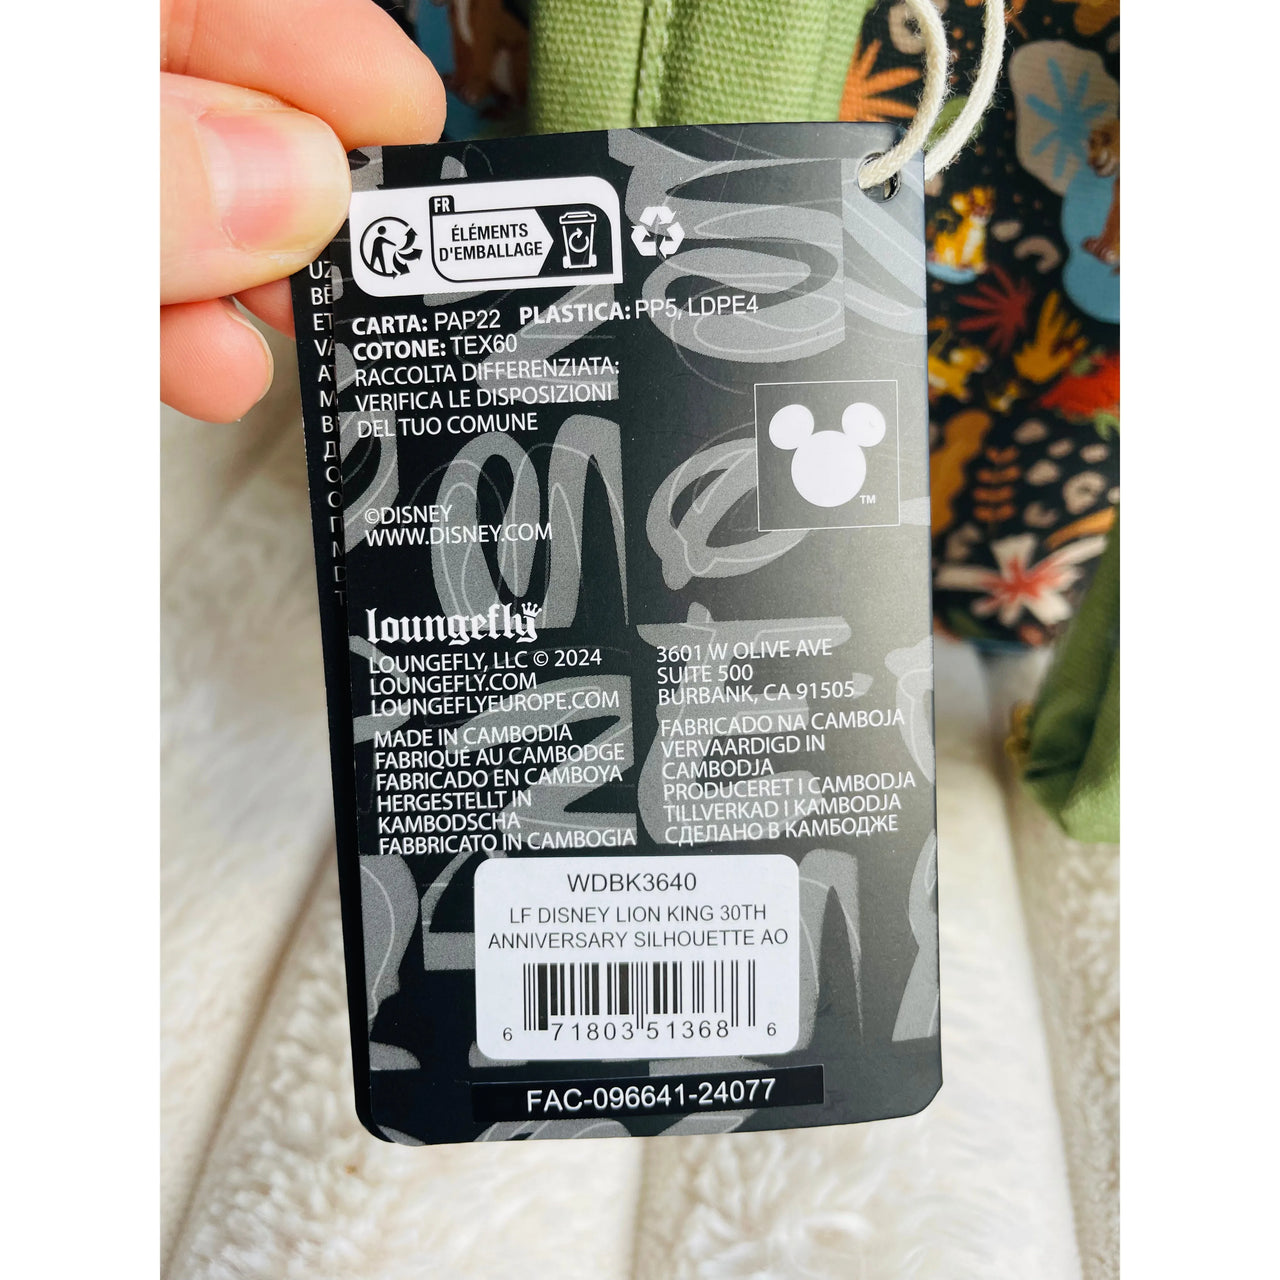 FR
ÉLÉMENTS
D'EMBALLAGE
CARTA: PAP22 PLASTICA: PP5, LDPE4
COTONE: TEX60
RACCOLTA DIFFERENZIATA:
VERIFICA LE DISPOSIZIONI
DEL TUO COMUNE
TM
©DISNEY
WWW.DISNEY.COM
loungefly
LOUNGEFLY, LLC © 2024
LOUNGEFLY.COM
LOUNGEFLYEUROPE.COM
3601 W OLIVE AVE
SUITE 500
BURBANK, CA 91505
MADE IN CAMBODIA
FABRIQUÉ AU CAMBODGE
FABRICADO EN CAMBOYA
HERGESTELLT IN
KAMBODSCHA
FABBRICATO IN CAMBOGIA
FABRICADO NA CAMBOJA
VERVAARDIGD IN
CAMBODJA
PRODUCERET I CAMBODJA
TILLVERKAD I KAMBODJA
СДЕЛАНО В КАМБОДЖЕ
WDBK3640
LF DISNEY LION KING 30TH
ANNIVERSARY SILHOUETTE AO
6 71803 51368 6
FAC-096641-24077